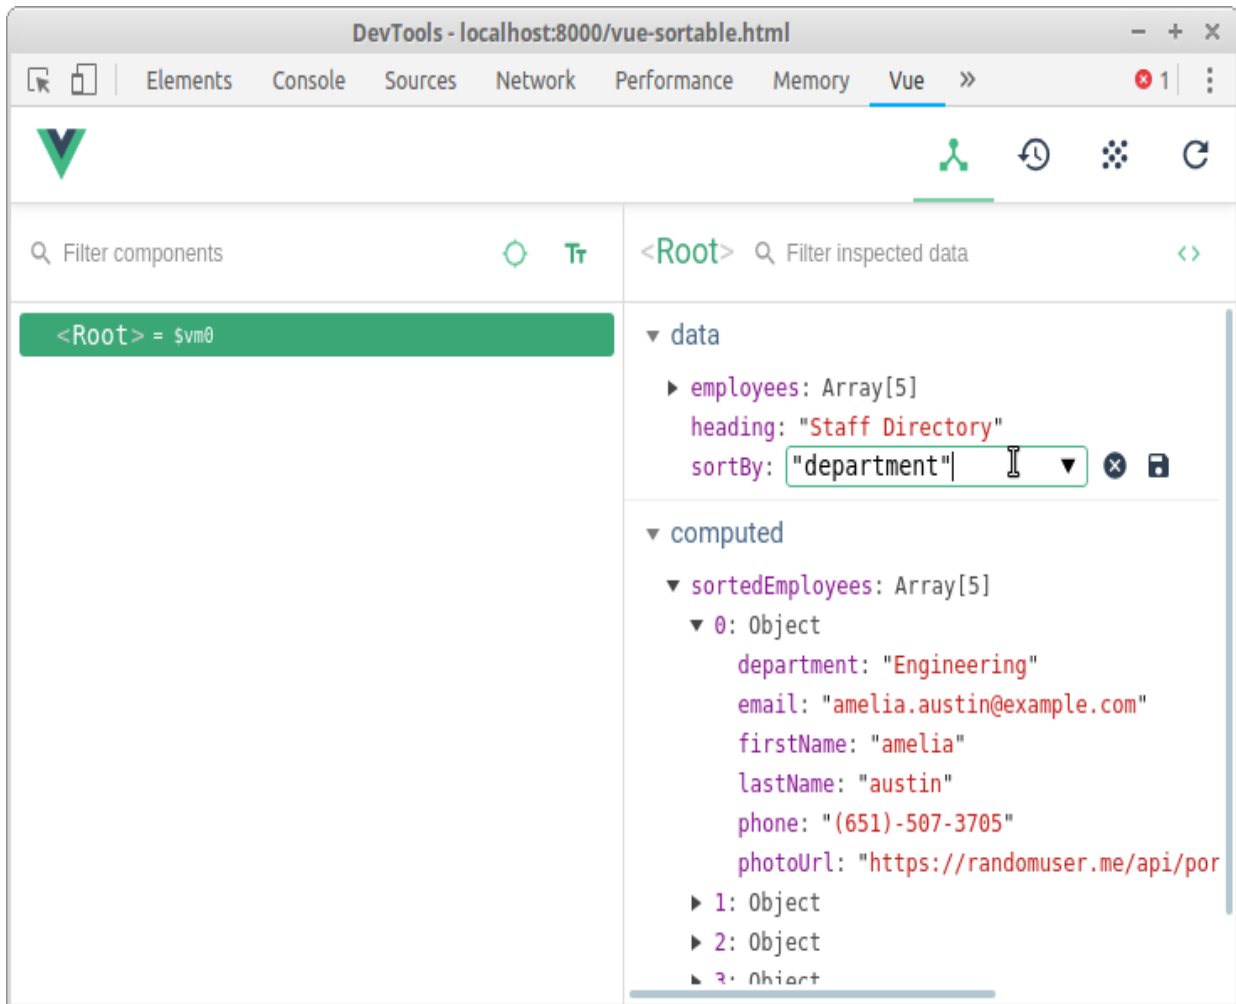 DevTools - localhost:8000/vue-sortable.html
Elements Console Sources Network Performance Memory Vue » 1
Filter components
<Root> Filter inspected data
<Root> = $vm0
data
employees: Array[5]
heading: "Staff Directory"
sortBy: "department"
computed
sortedEmployees: Array[5]
0: Object
department: "Engineering"
email: "amelia.austin@example.com"
firstName: "amelia"
lastName: "austin"
phone: "(651)-507-3705"
photoUrl: "https://randomuser.me/api/por
1: Object
2: Object
3: Object